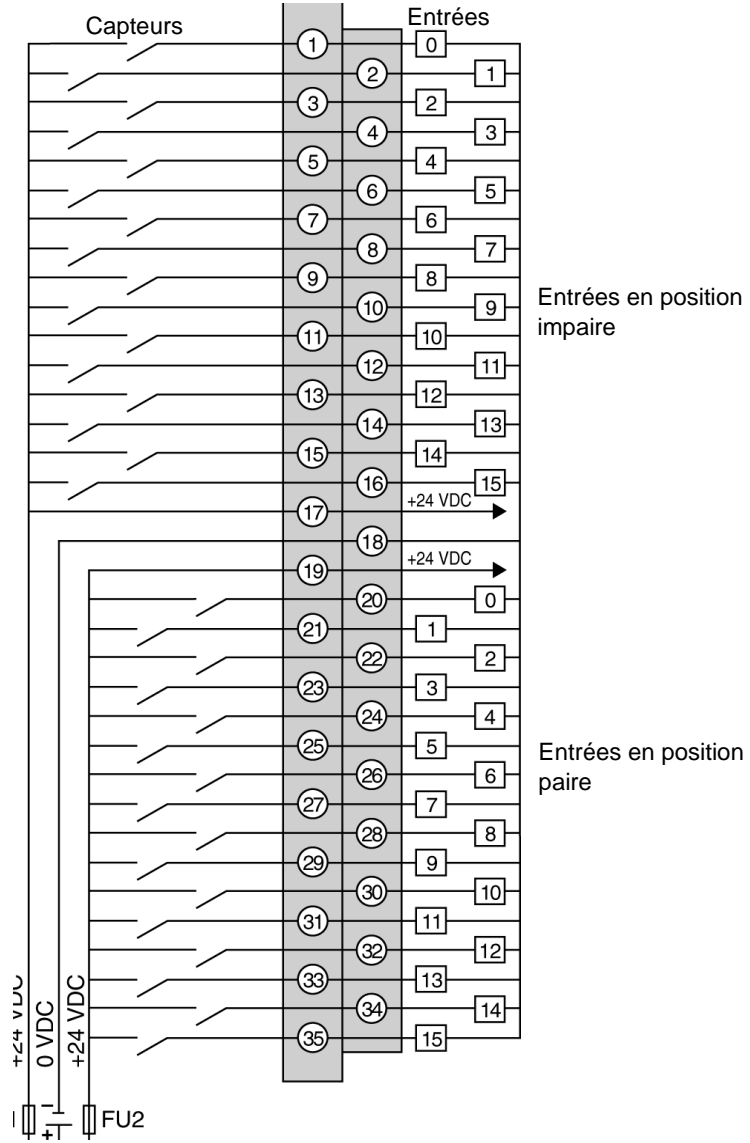 Capteurs
Entrées
1 0
2 1
3 2
4 3
5 4
6 5
7 6
8 7
9 8
10 9
11 10
12 11
13 12
14 13
15 14
16 15
17 +24 VDC
18
19 +24 VDC
20 0
21 1
22 2
23 3
24 4
25 5
26 6
27 7
28 8
29 9
30 10
31 11
32 12
33 13
34 14
35 15
Entrées en position
impaire
Entrées en position
paire
+24 VDC
0 VDC
+24 VDC
−
+
FU2